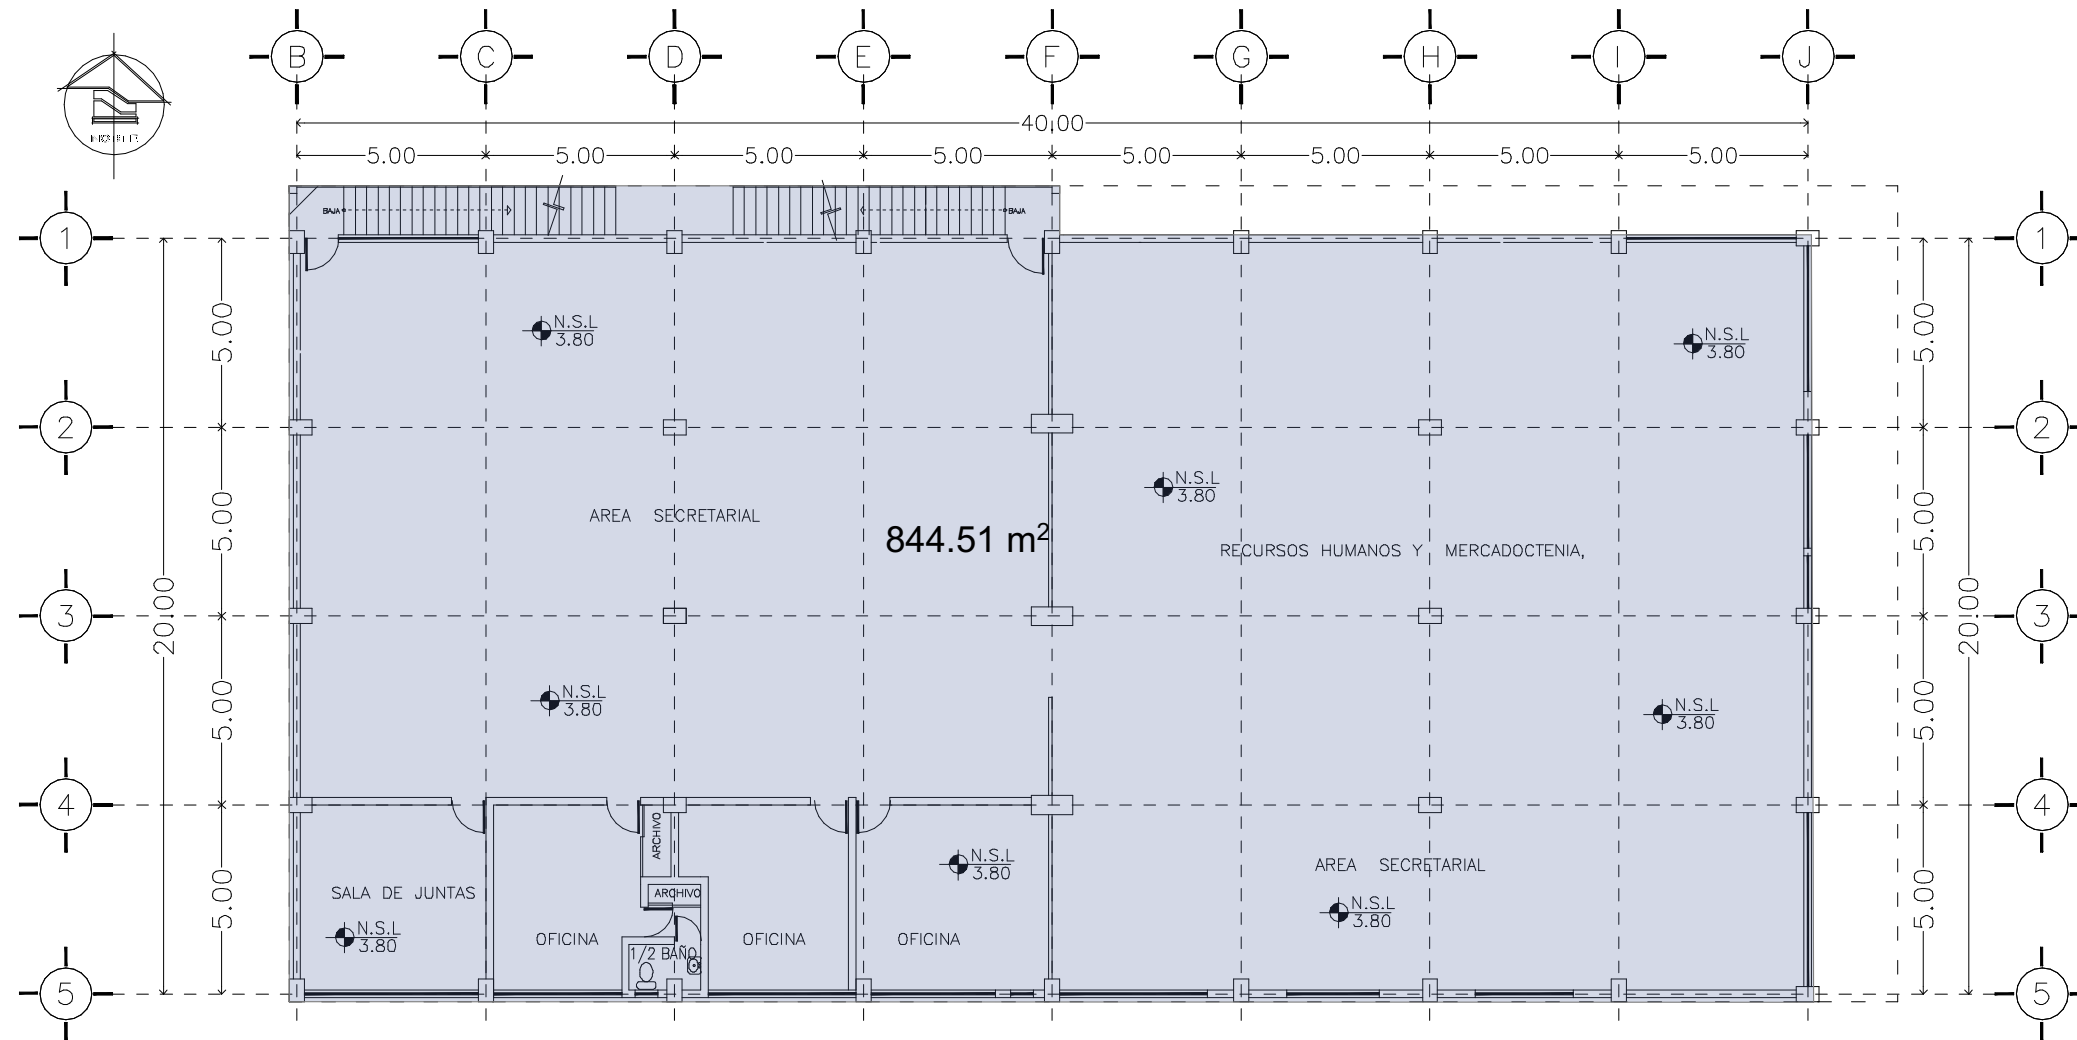 B C D E F G H I J
40.00
5.00 5.00 5.00 5.00 5.00 5.00 5.00 5.00
BAJA BAJA
1 1
N.S.L
3.80
N.S.L
3.80
5.00 5.00
2 2
N.S.L
3.80
AREA SECRETARIAL
844.51 m²
RECURSOS HUMANOS Y MERCADOCTENIA,
5.00 5.00
20.00 20.00
3 3
N.S.L
3.80
N.S.L
3.80
5.00 5.00
4 4
ARCHIVO
N.S.L
3.80
AREA SECRETARIAL
SALA DE JUNTAS
ARCHIVO
N.S.L
3.80
5.00 5.00
N.S.L
3.80
OFICINA
OFICINA
OFICINA
1/2 BAÑO
5 5